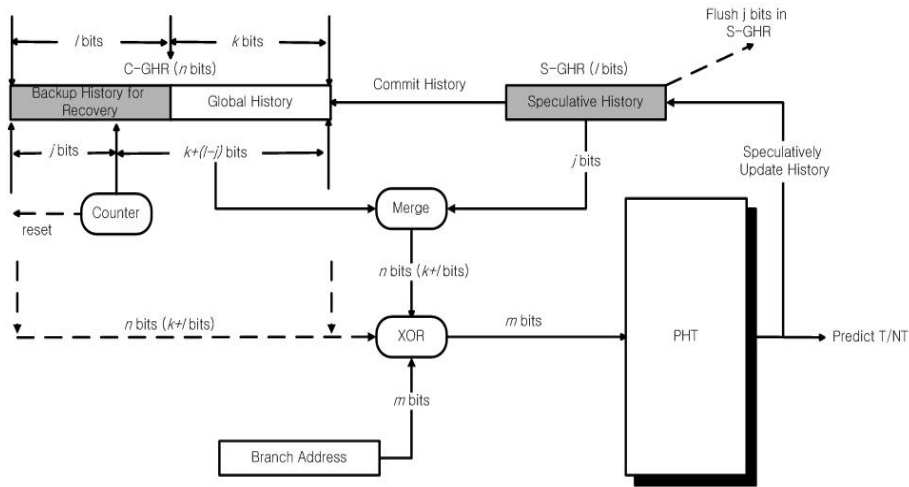 Flush j bits in
S-GHR
l bits
k bits
C-GHR (n bits)
S-GHR (l bits)
Backup History for
Recovery
Global History
Commit History
Speculative History
j bits
k+(l-j) bits
j bits
Speculatively
Update History
Counter
Merge
reset
n bits (k+l bits)
n bits (k+l bits)
XOR
m bits
PHT
Predict T/NT
m bits
Branch Address